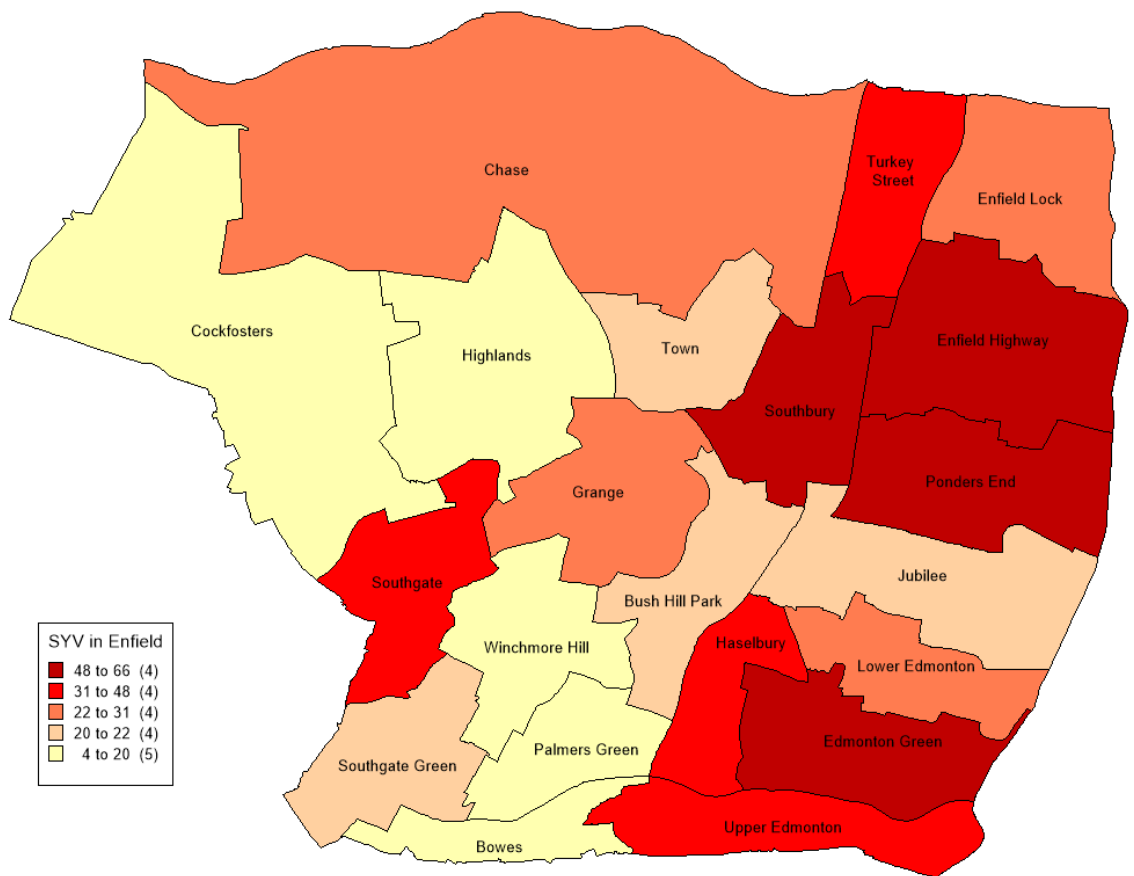 Chase
Turkey
Street
Enfield Lock
Cockfosters
Highlands
Town
Enfield Highway
Southbury
Grange
Ponders End
Southgate
Bush Hill Park
Jubilee
Winchmore Hill
Haselbury
Lower Edmonton
Palmers Green
Edmonton Green
Southgate Green
Upper Edmonton
Bowes
SYV in Enfield
48 to 66 (4)
31 to 48 (4)
22 to 31 (4)
20 to 22 (4)
4 to 20 (5)